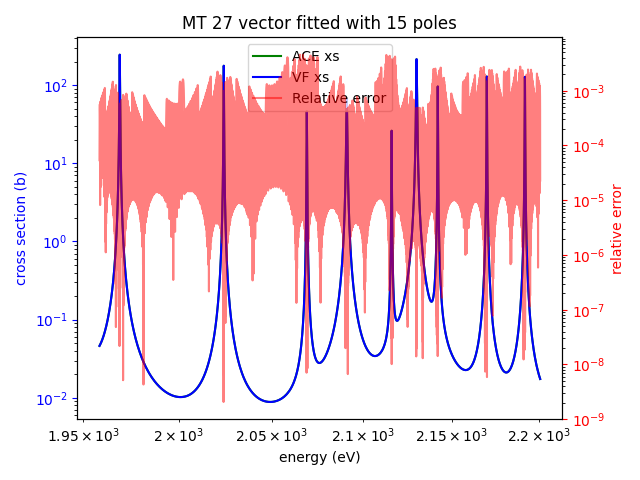 MT 27 vector fitted with 15 poles
ACE xs
VF xs
Relative error
cross section (b)
10²
10¹
10⁰
10⁻¹
10⁻²
relative error
10⁻³
10⁻⁴
10⁻⁵
10⁻⁶
10⁻⁷
10⁻⁸
10⁻⁹
1.95 × 10³ 2 × 10³ 2.05 × 10³ 2.1 × 10³ 2.15 × 10³ 2.2 × 10³
energy (eV)